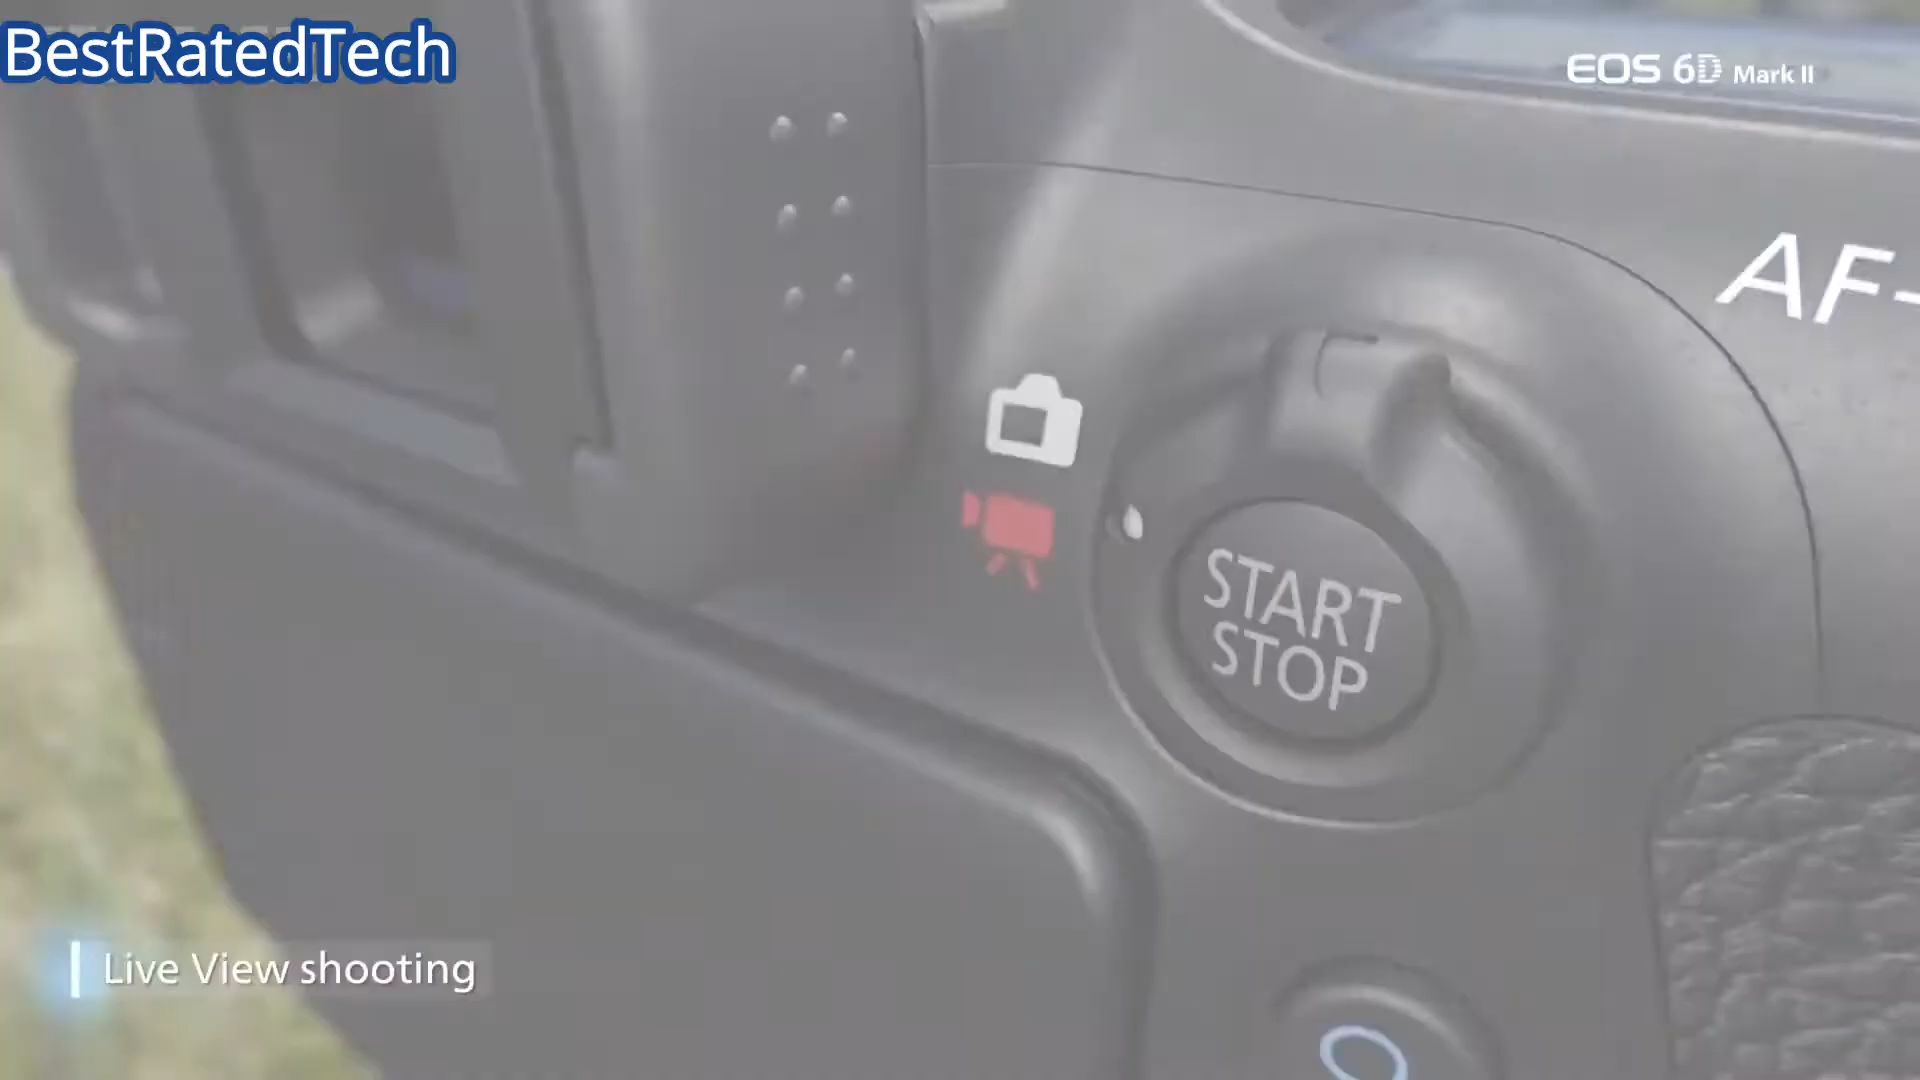 BestRatedTech
EOS 6D Mark II
AF-
START
STOP
Live View shooting